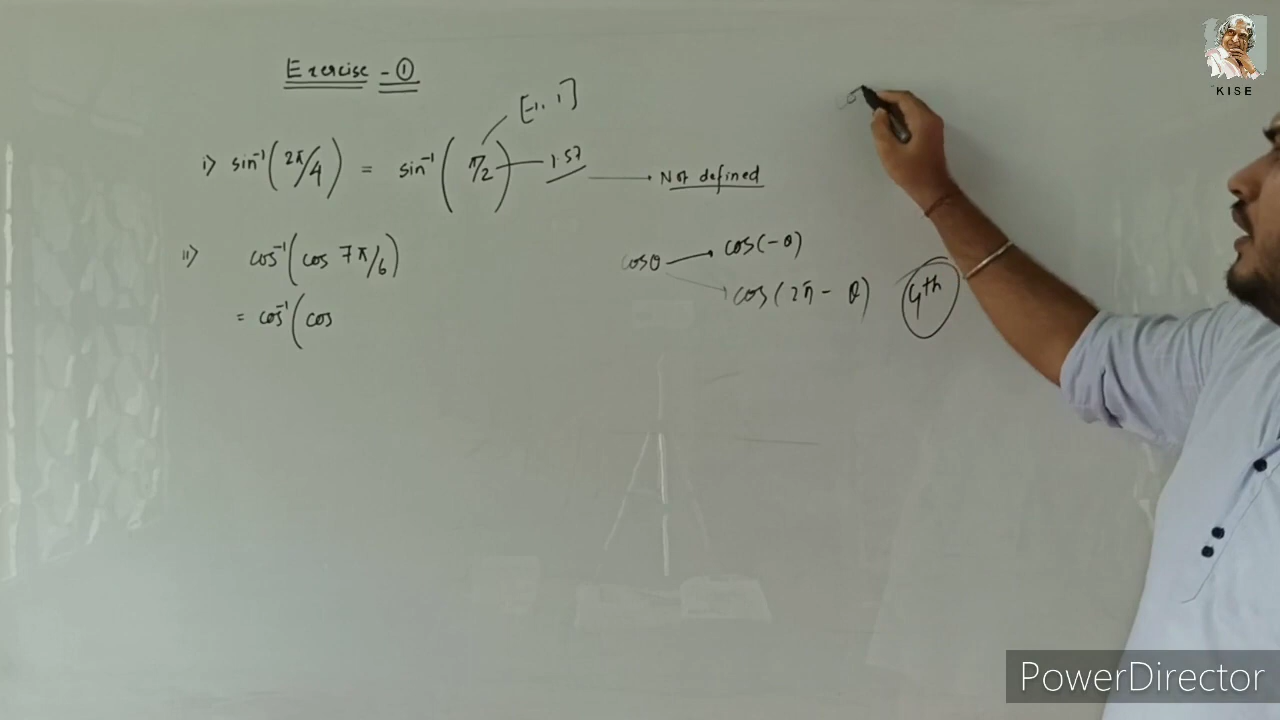 Exercise - ①
[-1, 1]
i) sin⁻¹(2π/4) = sin⁻¹(π/2) 1.57 Not defined
ii) cos⁻¹(cos 7π/6)
= cos⁻¹(cos
cosθ cos(-θ)
cos(2π - θ) 4th
KISE
PowerDirector